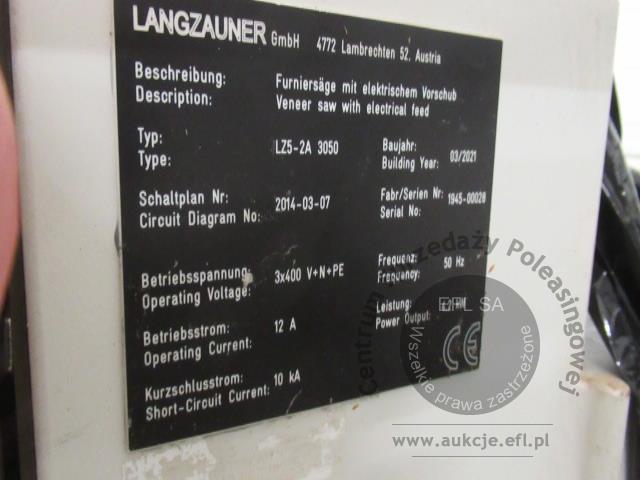 LANGZAUNER GmbH 4772 Lambrechten 52, Austria
Beschreibung: Furniersäge mit elektrischem Vorschub
Description: Veneer saw with electrical feed
Typ:
Type: LZ5-2A 3050
Baujahr:
Building Year: 03/2021
Schaltplan Nr:
Circuit Diagram No: 2014-03-07
Fabr/Serien Nr:
Serial No: 1945-00028
Betriebsspannung:
Operating Voltage: 3x400 V+N+PE
Frequenz:
Frequency: 50 Hz
Betriebsstrom:
Operating Current: 12 A
Leistung:
Power Output:
Kurzschlusstrom:
Short-Circuit Current: 10 kA
CE
Centrum Sprzedaży Poleasingowej
EFL SA
Wszelkie prawa zastrzeżone
www.aukcje.efl.pl